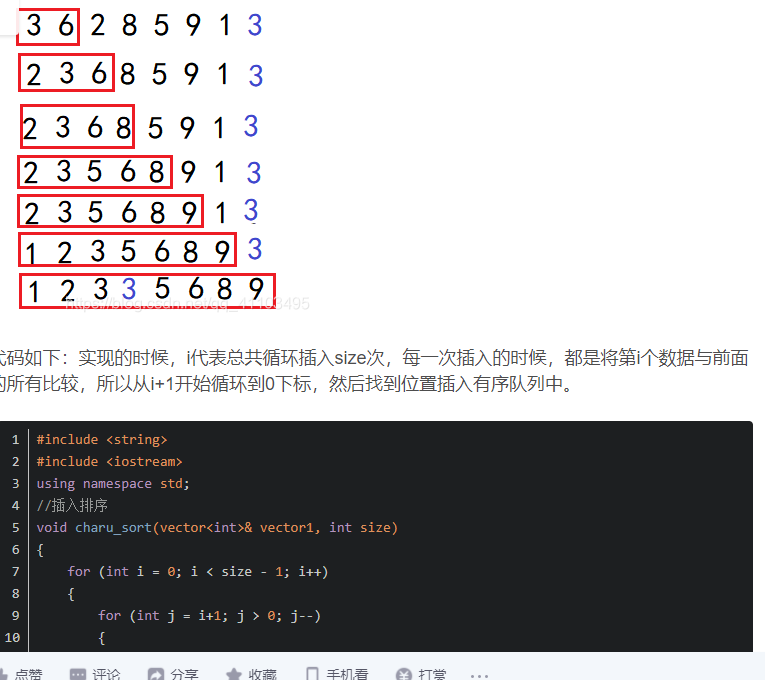 3 6 2 8 5 9 1 3
2 3 6 8 5 9 1 3
2 3 6 8 5 9 1 3
2 3 5 6 8 9 1 3
2 3 5 6 8 9 1 3
1 2 3 5 6 8 9 3
1 2 3 3 5 6 8 9
代码如下：实现的时候，i代表总共循环插入size次，每一次插入的时候，都是将第i个数据与前面
的所有比较，所以从i+1开始循环到0下标，然后找到位置插入有序队列中。
1 #include <string>
2 #include <iostream>
3 using namespace std;
4 //插入排序
5 void charu_sort(vector<int>& vector1, int size)
6 {
7 for (int i = 0; i < size - 1; i++)
8 {
9 for (int j = i+1; j > 0; j--)
10 {
点赞 评论 分享 收藏 手机看 打赏 ...